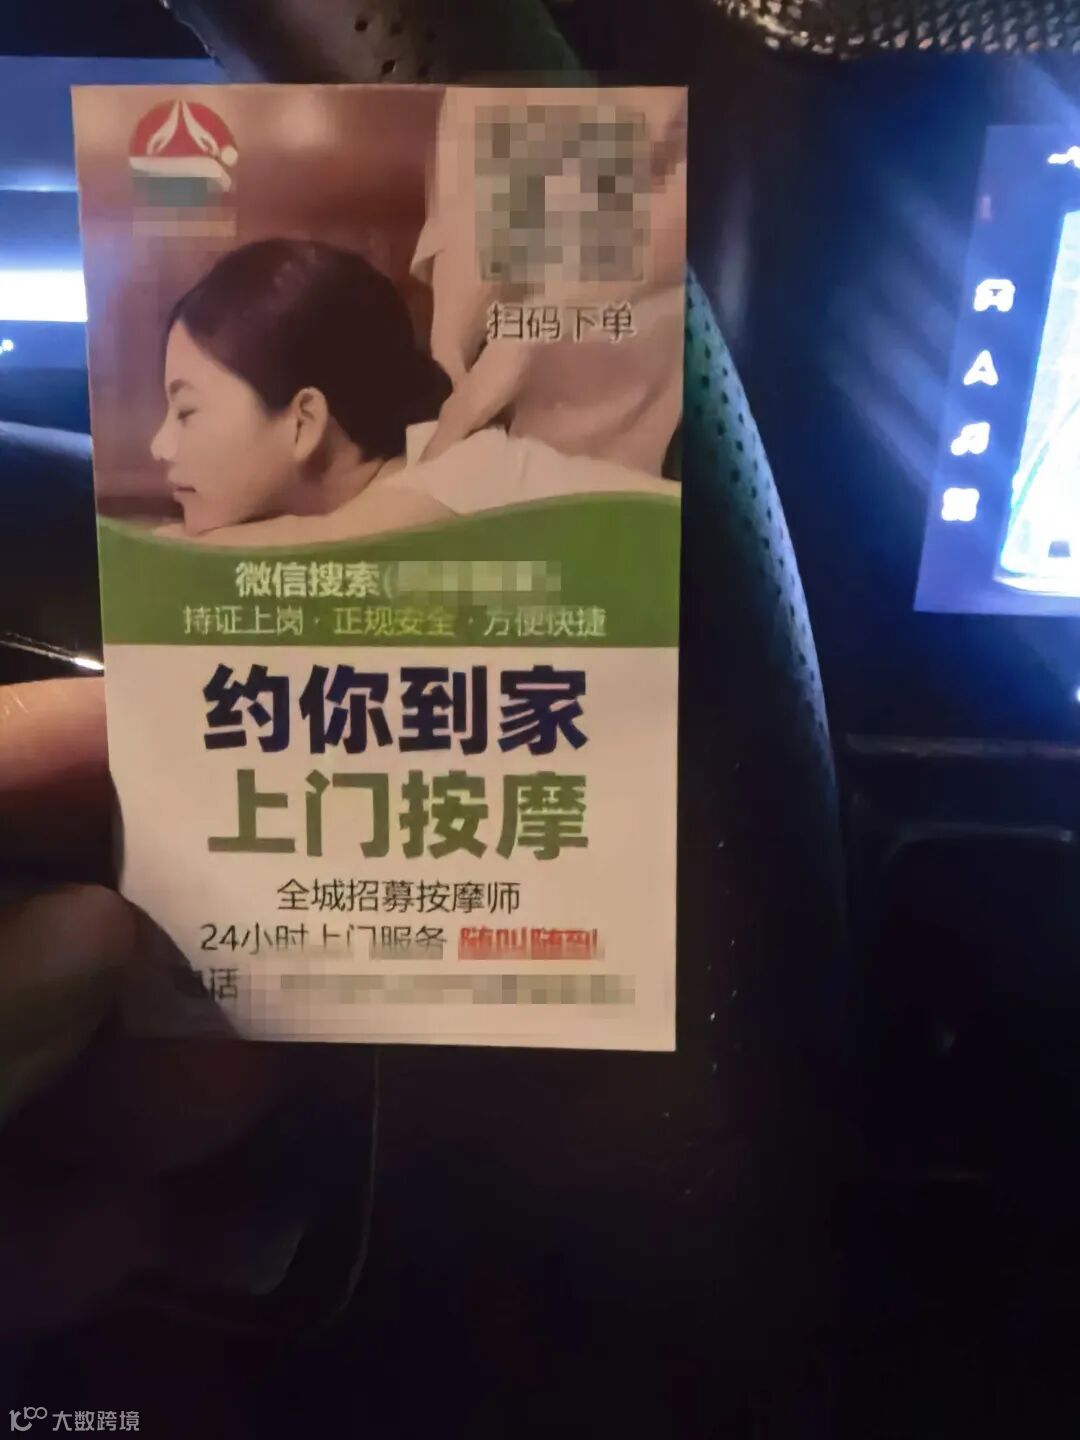 扫码下单
微信搜索(
持证上岗·正规安全·方便快捷
约你到家
上门按摩
全城招募按摩师
24小时上门服务 随叫随到!
电话
大数跨境